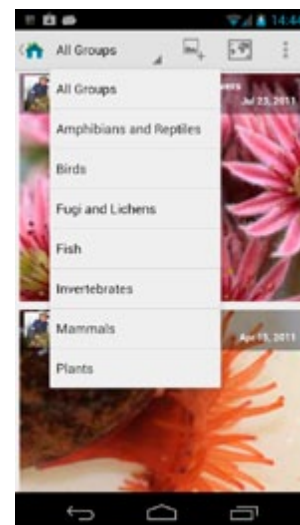 14:44
All Groups
Jul 23, 2011
All Groups
Amphibians and Reptiles
Birds
Fugi and Lichens
Fish
Invertebrates
Mammals
Apr 15, 2011
Plants